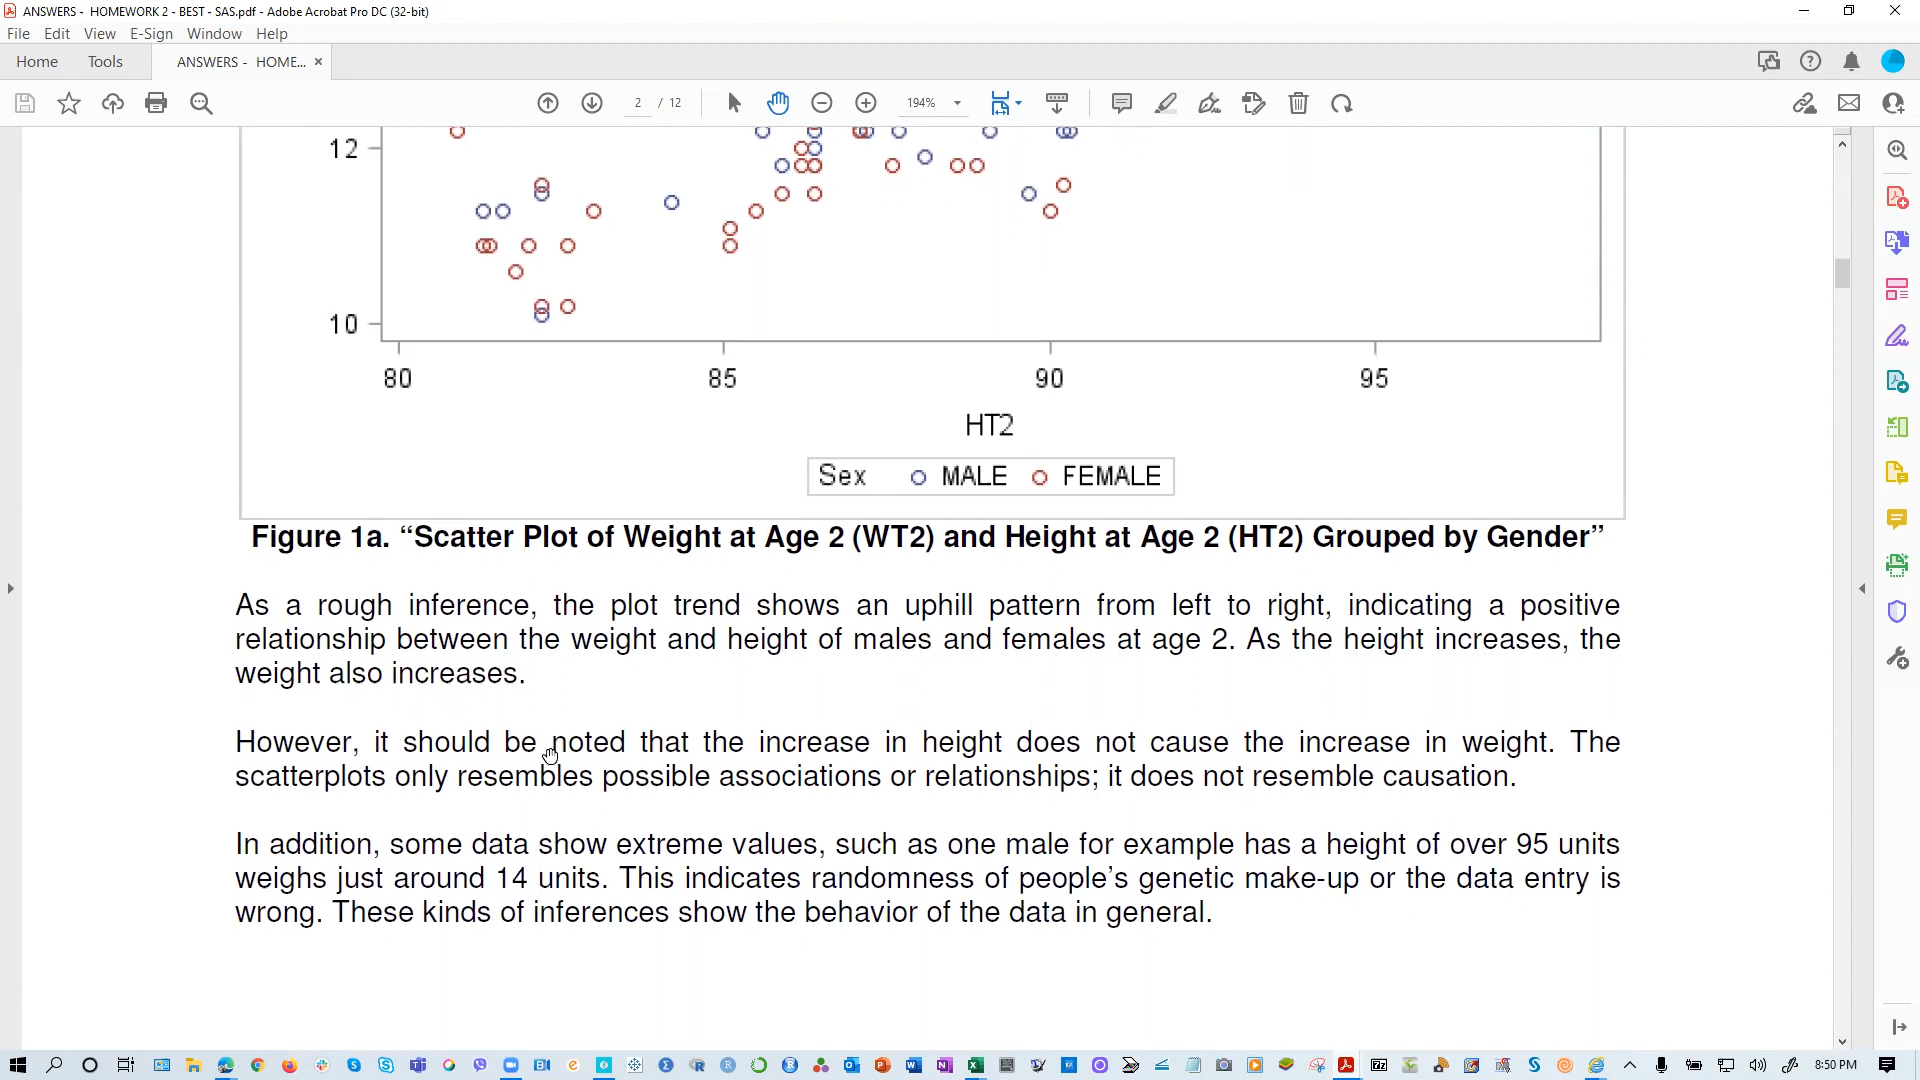 ANSWERS - HOMEWORK 2 - BEST - SAS.pdf - Adobe Acrobat Pro DC (32-bit)
File Edit View E-Sign Window Help
Home Tools ANSWERS - HOME... ×
2 / 12 194%
12
10
80 85 90 95
HT2
Sex MALE FEMALE
Figure 1a. “Scatter Plot of Weight at Age 2 (WT2) and Height at Age 2 (HT2) Grouped by Gender”
As a rough inference, the plot trend shows an uphill pattern from left to right, indicating a positive
relationship between the weight and height of males and females at age 2. As the height increases, the
weight also increases.
However, it should be noted that the increase in height does not cause the increase in weight. The
scatterplots only resembles possible associations or relationships; it does not resemble causation.
In addition, some data show extreme values, such as one male for example has a height of over 95 units
weighs just around 14 units. This indicates randomness of people’s genetic make-up or the data entry is
wrong. These kinds of inferences show the behavior of the data in general.
8:50 PM